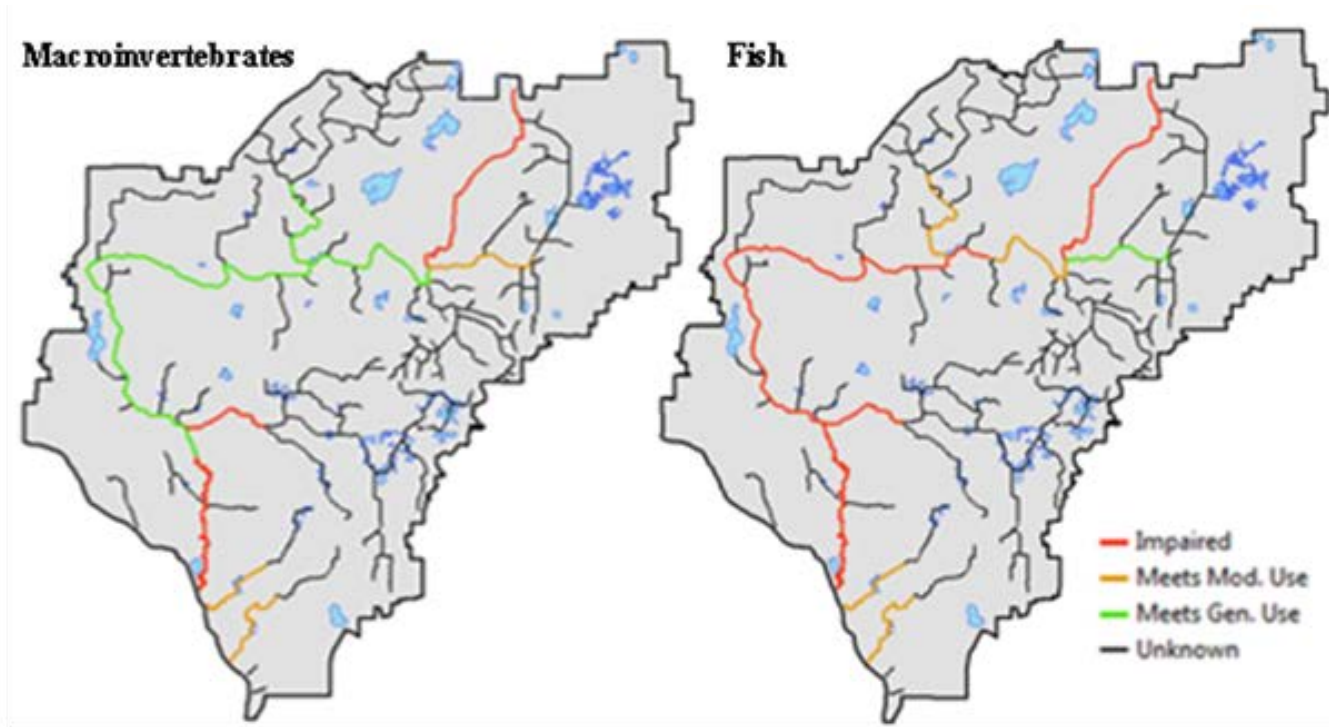 Macroinvertebrates
Fish
Impaired
Meets Mod. Use
Meets Gen. Use
Unknown